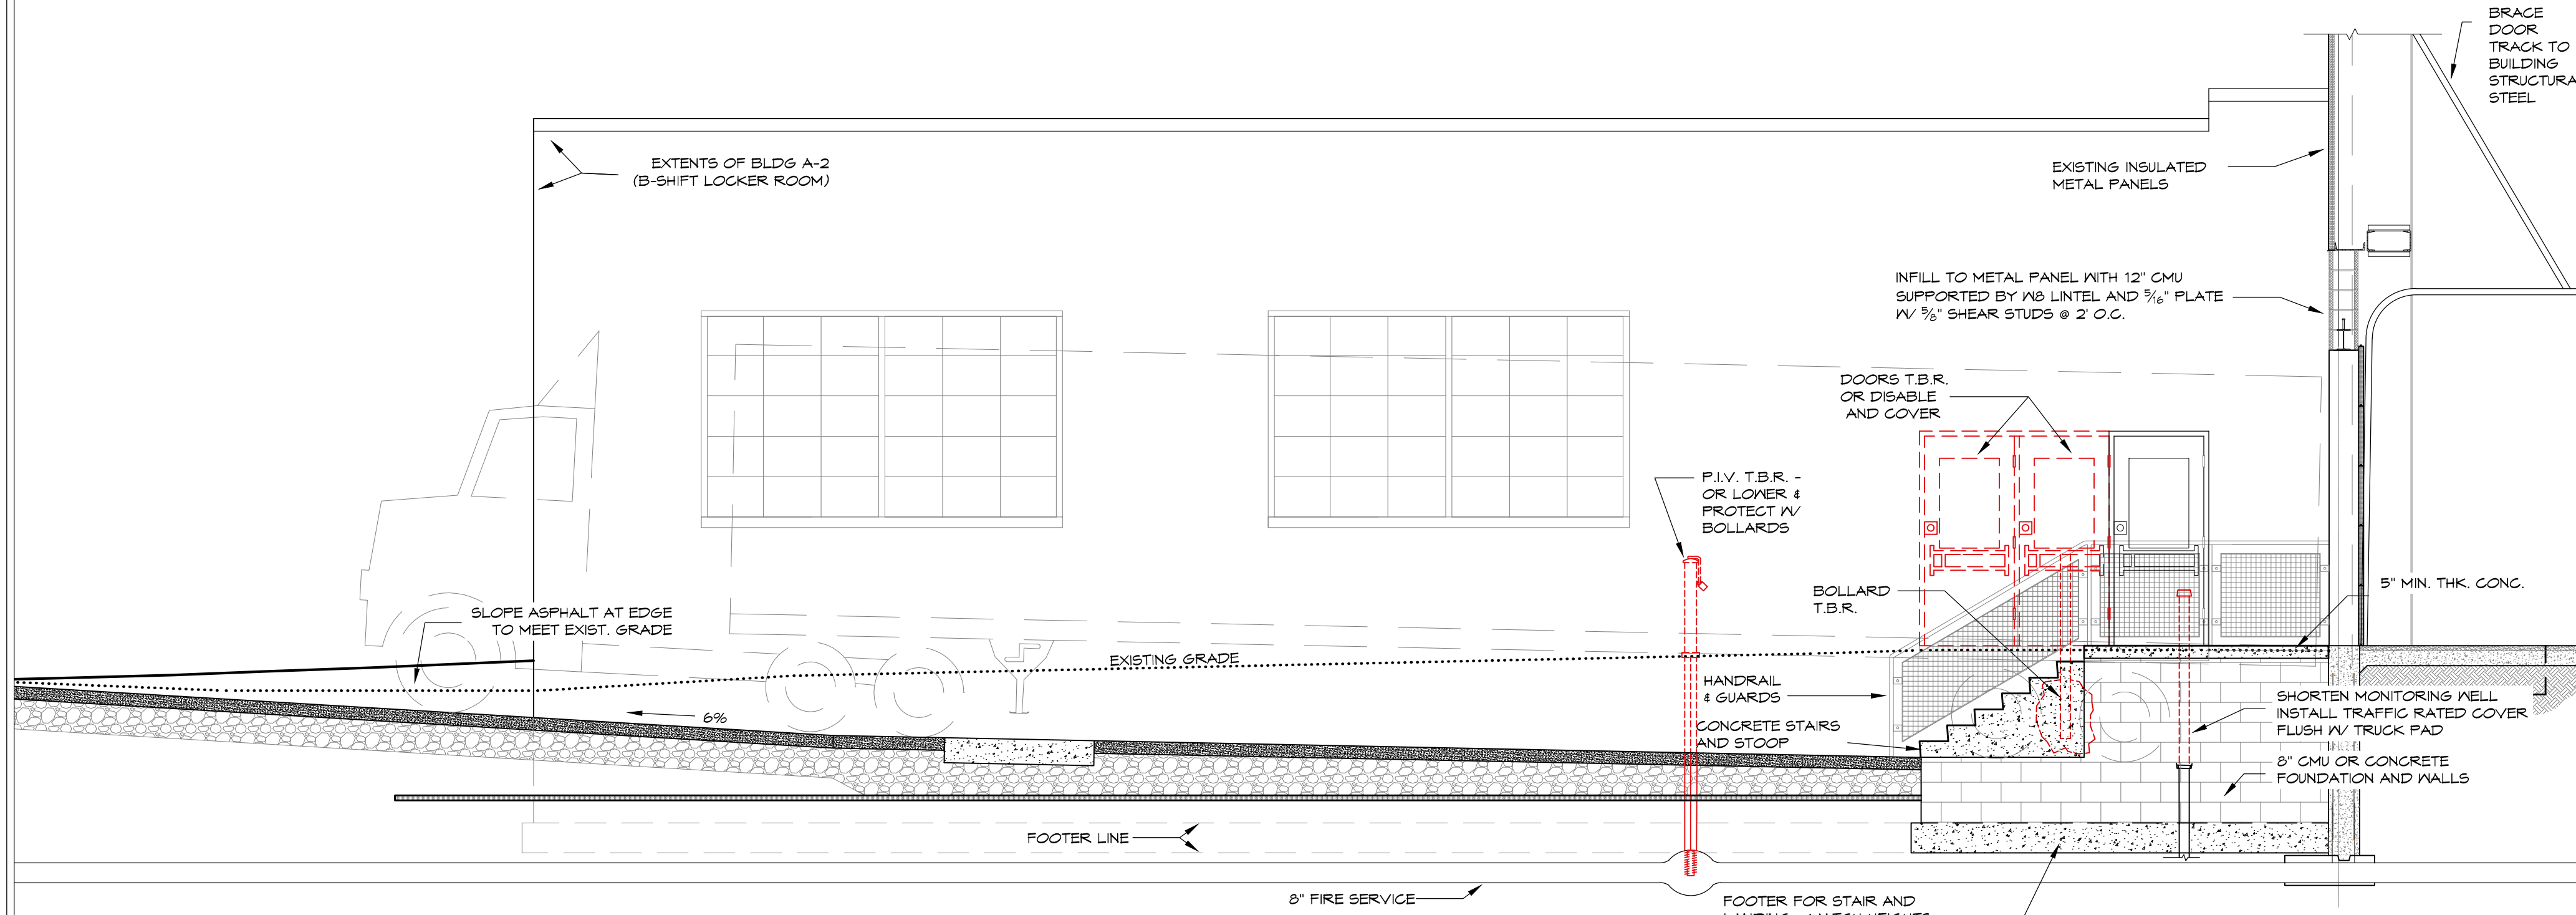 BRACE
DOOR
TRACK TO
BUILDING
STRUCTURA
STEEL
EXTENTS OF BLDG A-2
(B-SHIFT LOCKER ROOM)
EXISTING INSULATED
METAL PANELS
INFILL TO METAL PANEL WITH 12" CMU
SUPPORTED BY W8 LINTEL AND 5/16" PLATE
W/ 5/8" SHEAR STUDS @ 2' O.C.
DOORS T.B.R.
OR DISABLE
AND COVER
P.I.V. T.B.R. -
OR LOWER &
PROTECT W/
BOLLARDS
BOLLARD
T.B.R.
5" MIN. THK. CONC.
SLOPE ASPHALT AT EDGE
TO MEET EXIST. GRADE
EXISTING GRADE
HANDRAIL
& GUARDS
6%
CONCRETE STAIRS
AND STOOP
SHORTEN MONITORING WELL
INSTALL TRAFFIC RATED COVER
FLUSH W/ TRUCK PAD
8" CMU OR CONCRETE
FOUNDATION AND WALLS
FOOTER LINE
8" FIRE SERVICE
FOOTER FOR STAIR AND
LANDING - MATCH HEIGHTS